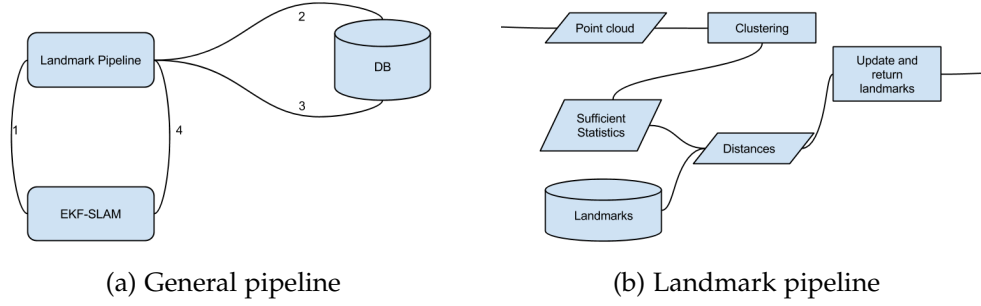 2
Landmark Pipeline
DB
3
1
4
EKF-SLAM
(a) General pipeline
Point cloud
Clustering
Update and
return
landmarks
Sufficient
Statistics
Distances
Landmarks
(b) Landmark pipeline